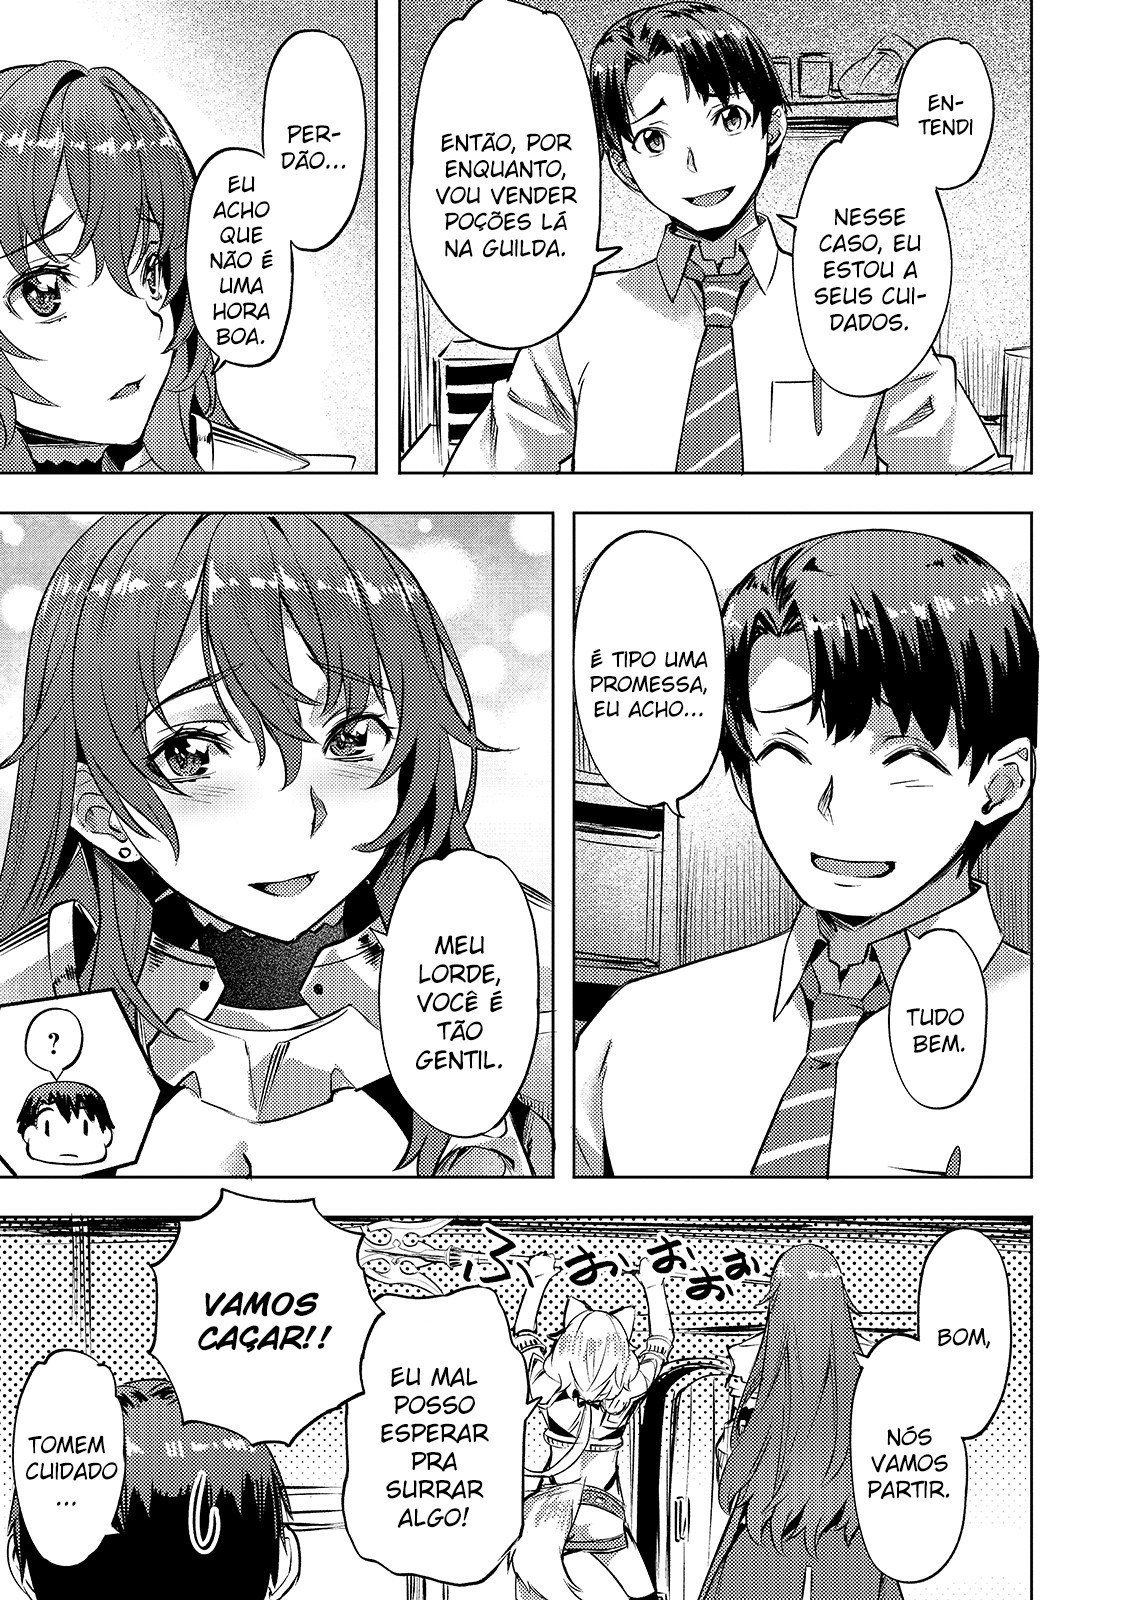 EN-
TENDI
NESSE
CASO, EU
ESTOU A
SEUS CUI-
DADOS.
ENTÃO, POR
ENQUANTO,
VOU VENDER
POÇÕES LÁ
NA GUILDA.
PER-
DÃO...
EU
ACHO
QUE
NÃO É
UMA
HORA
BOA.
É TIPO UMA
PROMESSA,
EU ACHO...
TUDO
BEM.
MEU
LORDE,
VOCÊ É
TÃO
GENTIL.
?
BOM,
NÓS
VAMOS
PARTIR.
ふぉおおおぉ
EU MAL
POSSO
ESPERAR
PRA
SURRAR
ALGO!
VAMOS
CAÇAR!!
TOMEM
CUIDADO
...